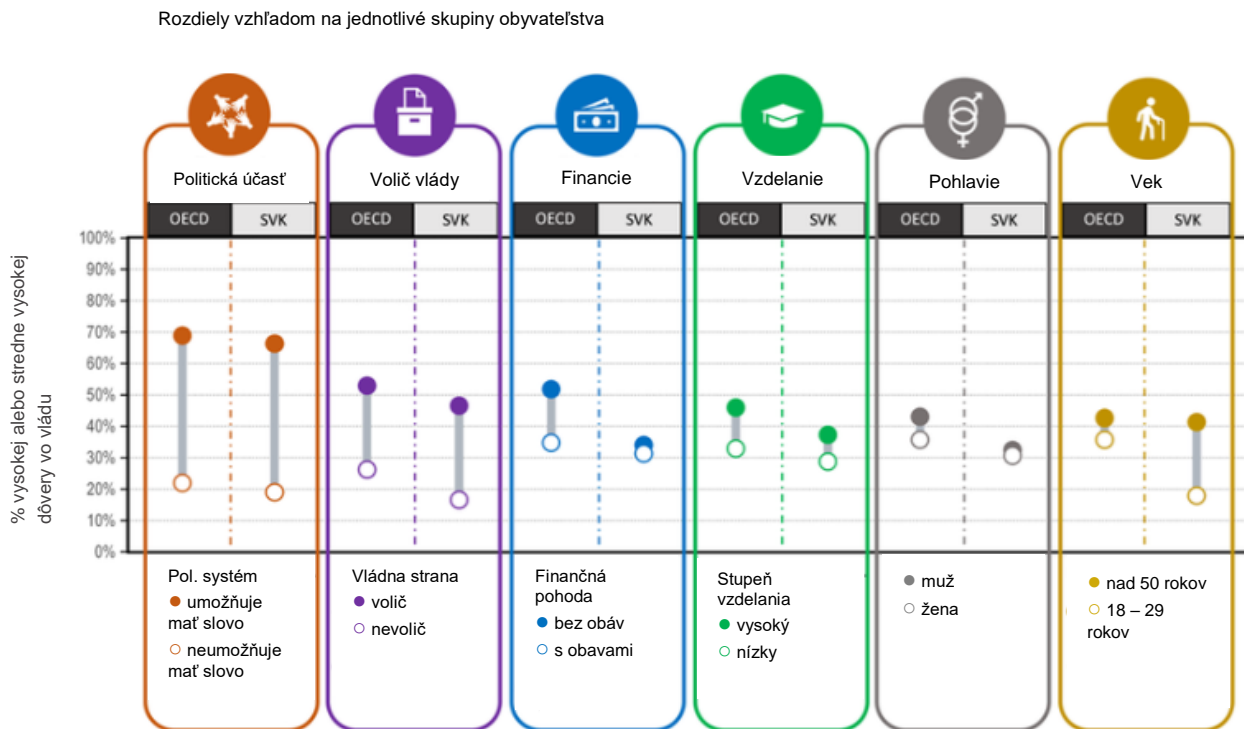 Rozdiely vzhľadom na jednotlivé skupiny obyvateľstva
Politická účasť
Volič vlády
Financie
Vzdelanie
Pohlavie
Vek
OECD SVK
OECD SVK
OECD SVK
OECD SVK
OECD SVK
OECD SVK
% vysokej alebo stredne vysokej
dôvery vo vládu
100%
90%
80%
70%
60%
50%
40%
30%
20%
10%
0%
Pol. systém
umožňuje
mať slovo
neumožňuje
mať slovo
Vládna strana
volič
nevolič
Finančná
pohoda
bez obáv
s obavami
Stupeň
vzdelania
vysoký
nízky
muž
žena
nad 50 rokov
18 – 29
rokov